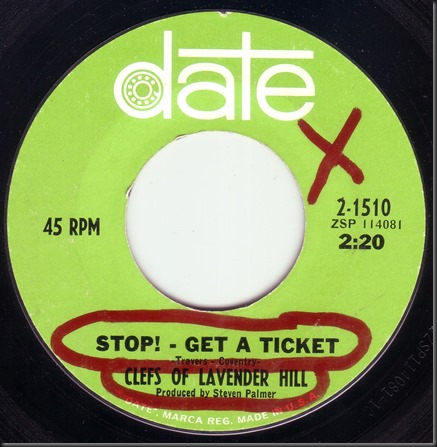 date
2-1510
ZSP 114081
45 RPM
2:20
STOP! - GET A TICKET
-Travers - Coventry-
CLEFS OF LAVENDER HILL
Produced by Steven Palmer
"DATE". MARCA REG. MADE IN U.S.A.